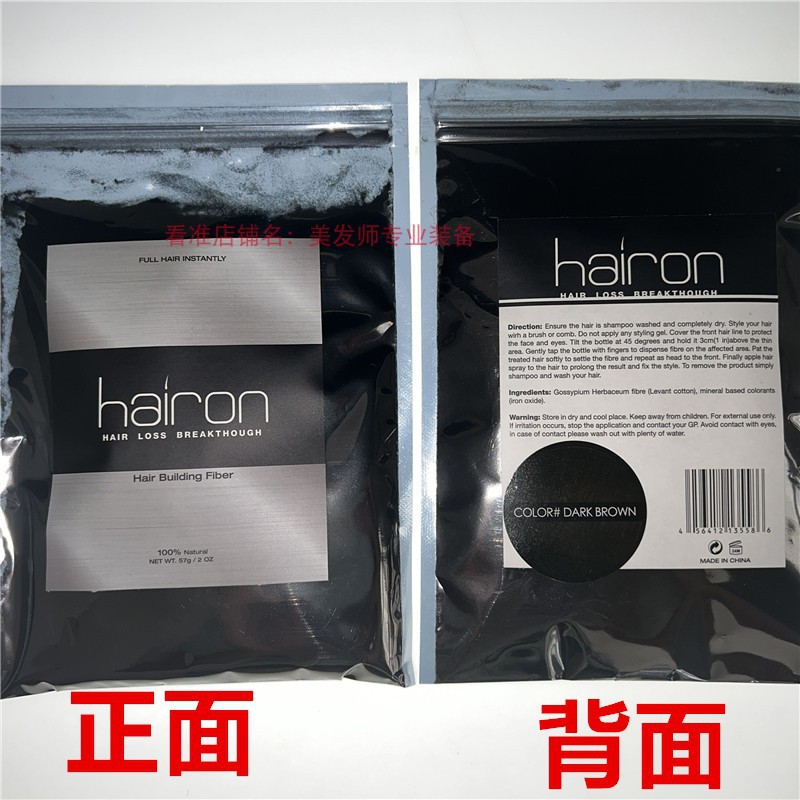 看准店铺名：美发师专业装备
FULL HAIR INSTANTLY
hairon
HAIR LOSS BREAKTHOUGH
Hair Building Fiber
100% Natural
NET WT. 57g / 2 OZ
正面
hairon
HAIR LOSS BREAKTHOUGH
Direction: Ensure the hair is shampoo washed and completely dry. Style your hair
wirh a brush or comb. Do not apply any styling gel. Cover the front hair line to protect
the face and eyes. Tilt the bottle at 45 degrees and hold it 3cm(1 in)above the thin
area. Gently tap the bottle with fingers to dispense fibre on the affected area. Pat the
treated hair softly to settle the fibre and repeat as head to the front. Finally apple hair
spray to the hair to prolong the result and fix the style. To remove the product simply
shampoo and wash your hair.
Ingredients: Gossypium Herbaceum fibre (Levant cotton), mineral based colorants
(iron oxide).
Warning: Store in dry and cool place. Keep away from children. For external use only.
If irritation occurs, stop the application and contact your GP. Avoid contact with eyes,
in case of contact please wash out with plenty of water.
COLOR# DARK BROWN
4 56412 13558 6
24M
MADE IN CHINA
背面